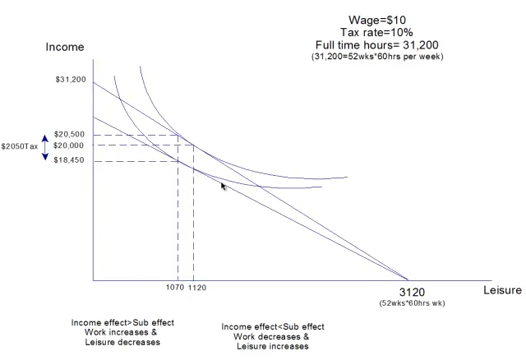 Wage=$10
Tax rate=10%
Full time hours= 31,200
(31,200=52wks*60hrs per week)
Income
$31,200
$20,500
$2050Tax
$20,000
$18,450
1070
1120
3120
(52wks*60hrs wk)
Leisure
Income effect>Sub effect
Work increases &
Leisure decreases
Income effect<Sub effect
Work decreases &
Leisure increases